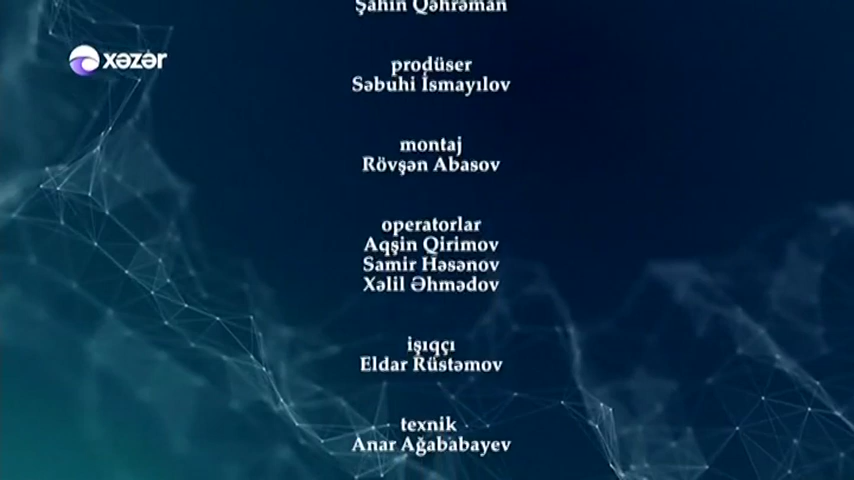 Şahin Qəhrəman
xəzər
prodüser
Səbuhi İsmayılov
montaj
Rövşən Abasov
operatorlar
Aqşin Qirimov
Samir Həsənov
Xəlil Əhmədov
işıqçı
Eldar Rüstəmov
texnik
Anar Ağababayev